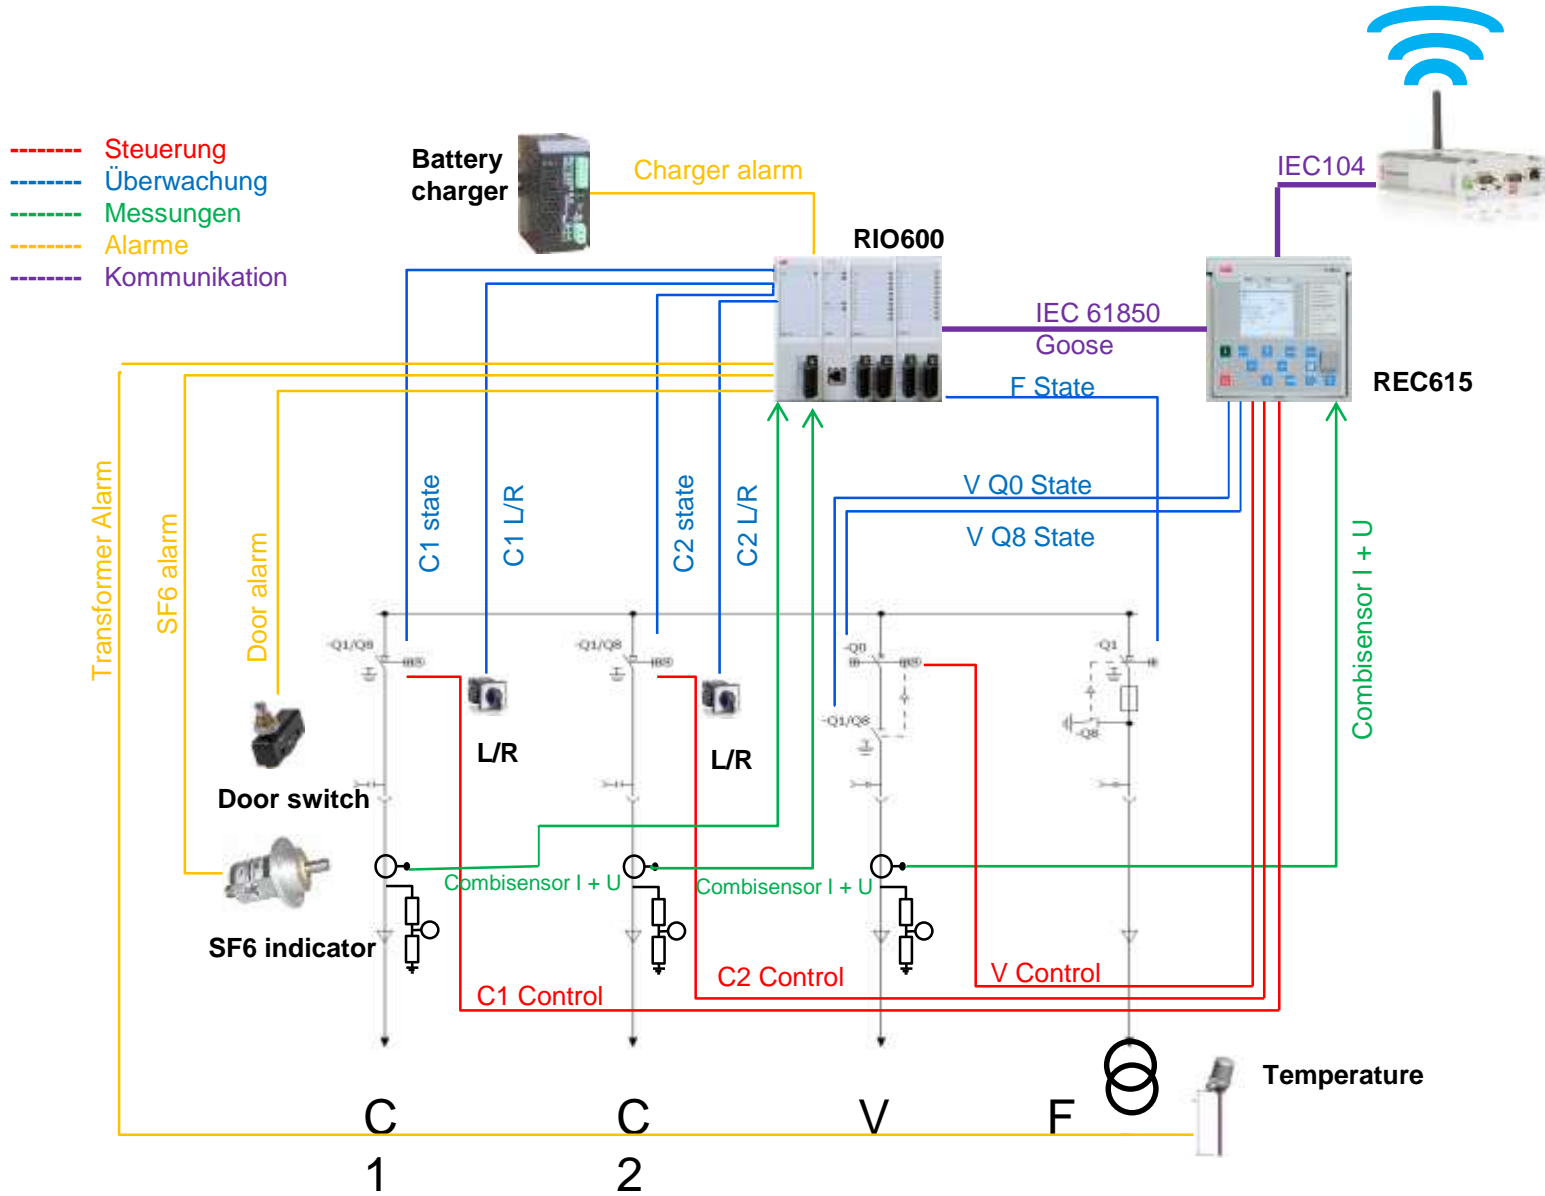 Steuerung
Überwachung
Messungen
Alarme
Kommunikation
Battery
charger
Charger alarm
RIO600
IEC104
IEC 61850
Goose
REC615
F State
V Q0 State
V Q8 State
Transformer Alarm
SF6 alarm
Door alarm
C1 state
C1 L/R
C2 state
C2 L/R
Combisensor I + U
-Q1/Q8
-Q1/Q8
-Q0
-Q1
-Q1/Q8
-Q8
L/R
L/R
Door switch
Combisensor I + U
Combisensor I + U
SF6 indicator
C1 Control
C2 Control
V Control
Temperature
C
1
C
2
V
F